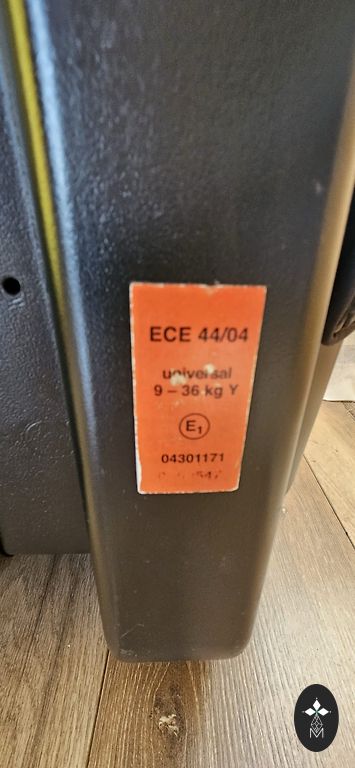 ECE 44/04
universal
9 – 36 kg Y
E1
04301171
M